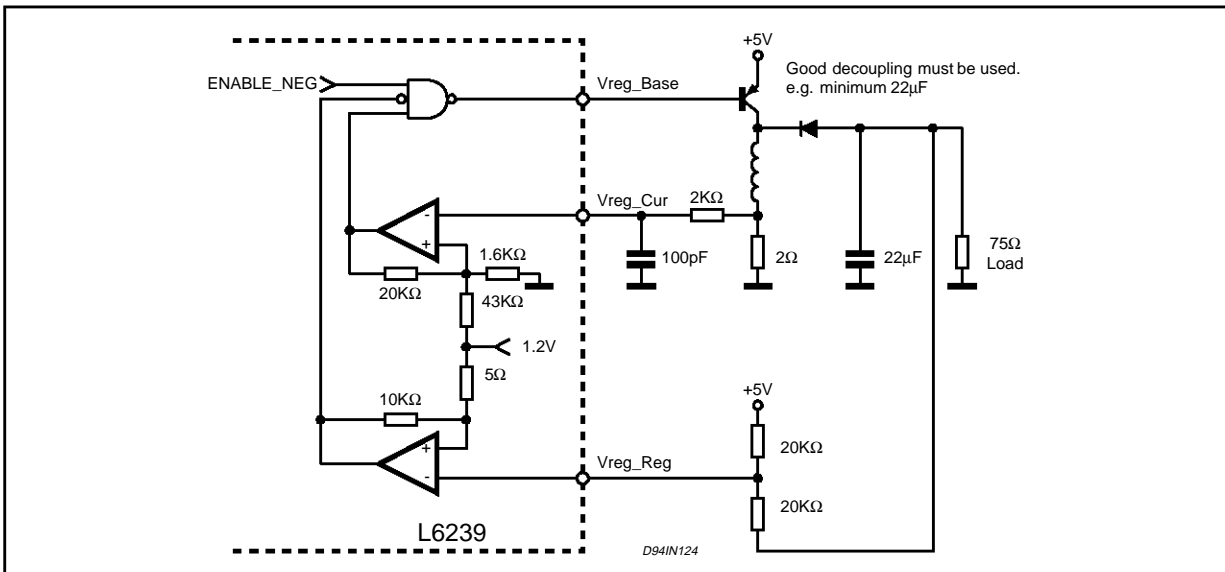 +5V
Good decoupling must be used.
e.g. minimum 22µF
ENABLE_NEG
Vreg_Base
Vreg_Cur
2KΩ
-
+
1.6KΩ
100pF
2Ω
22µF
75Ω
Load
20KΩ
43KΩ
1.2V
5Ω
10KΩ
+5V
+
-
20KΩ
Vreg_Reg
20KΩ
L6239
D94IN124